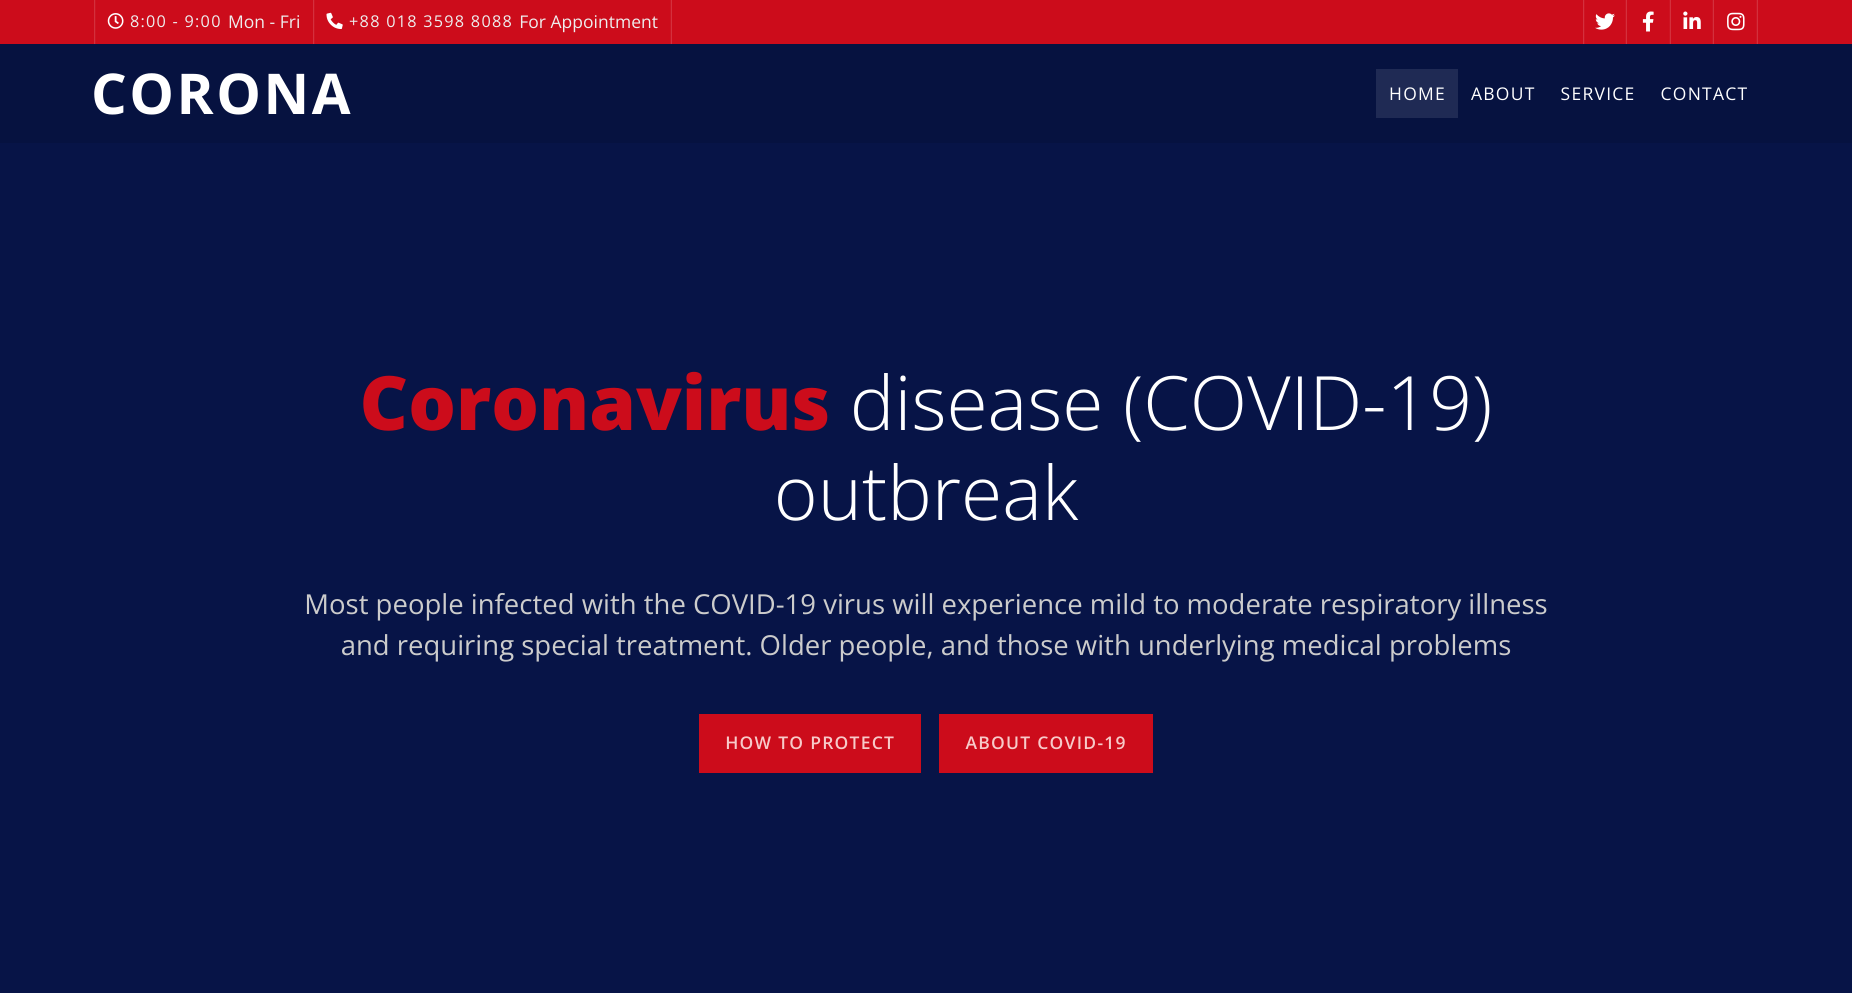 8:00 - 9:00 Mon - Fri +88 018 3598 8088 For Appointment
CORONA
HOME ABOUT SERVICE CONTACT
Coronavirus disease (COVID-19)
outbreak
Most people infected with the COVID-19 virus will experience mild to moderate respiratory illness
and requiring special treatment. Older people, and those with underlying medical problems
HOW TO PROTECT ABOUT COVID-19